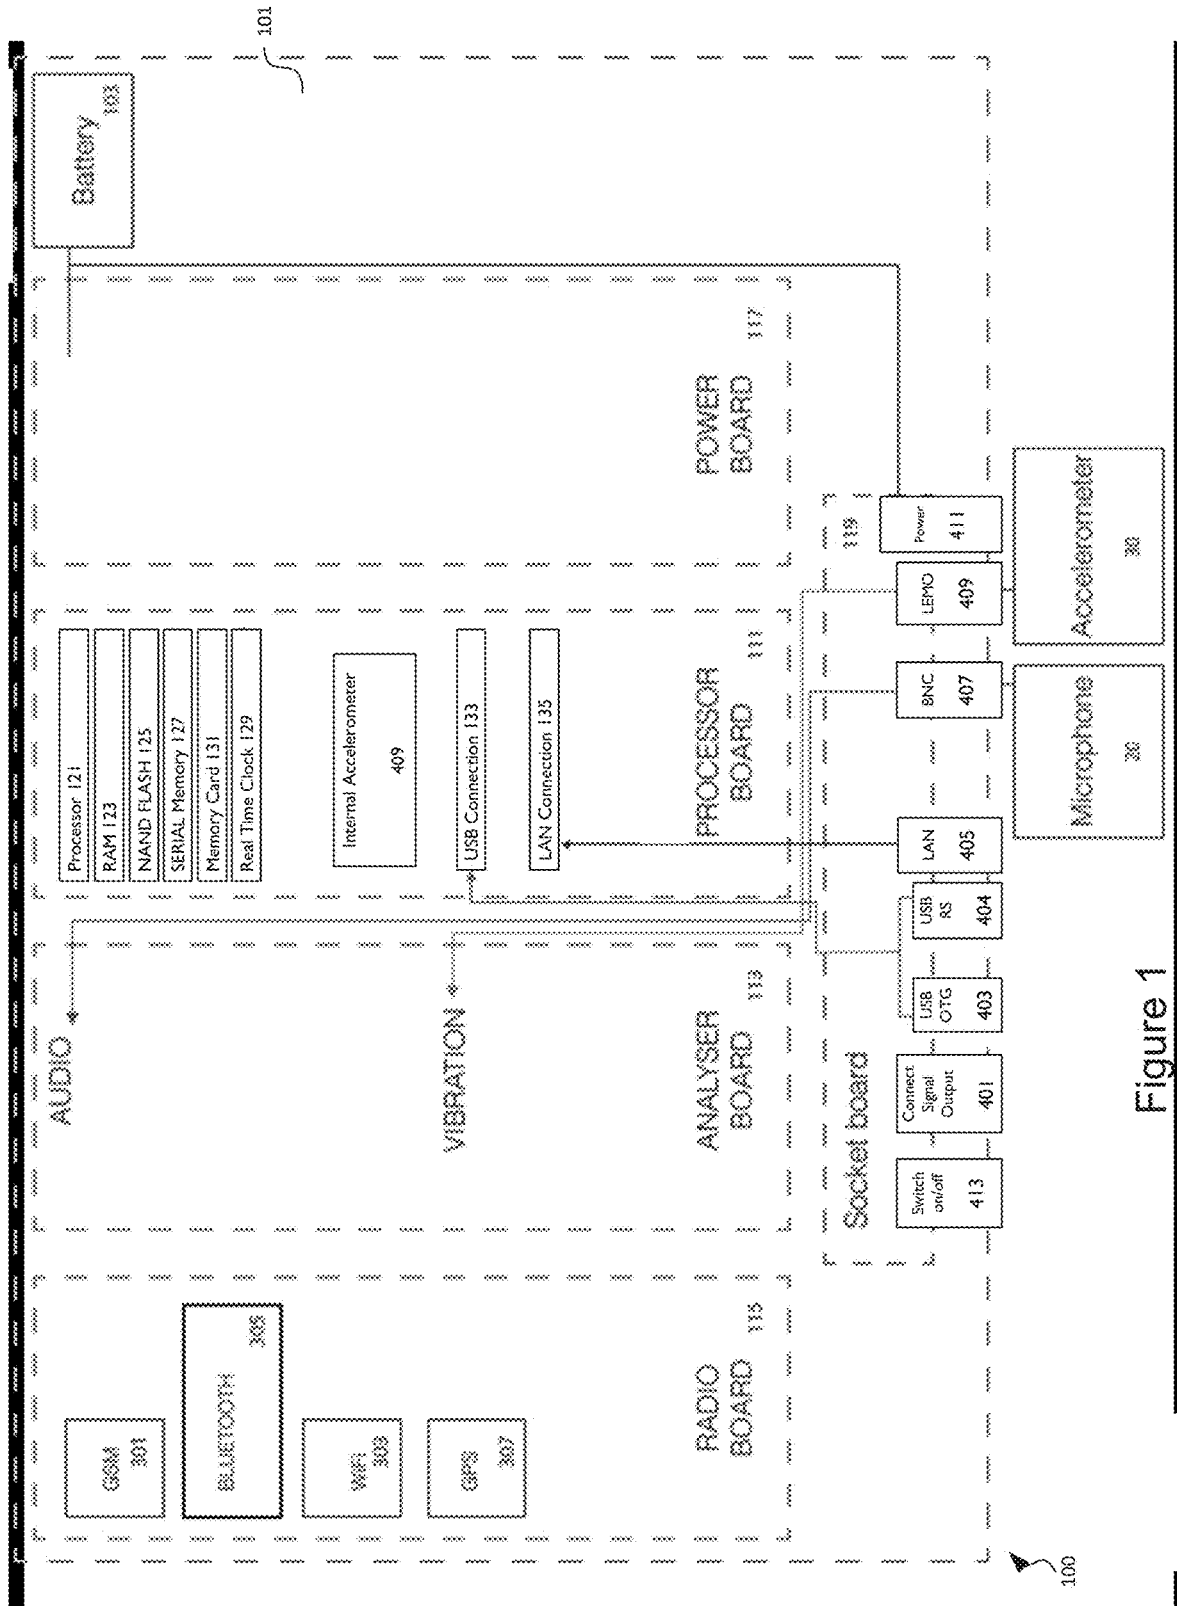 GSM
301
BLUETOOTH
305
WiFi
303
GPS
307
RADIO
BOARD
115
AUDIO
VIBRATION
ANALYSER
BOARD
113
Processor 121
RAM 123
NAND FLASH 125
SERIAL Memory 127
Memory Card 131
Real Time Clock 129
Internal Accelerometer
409
USB Connection 133
LAN Connection 135
PROCESSOR
BOARD
111
POWER
BOARD
117
Battery
103
101
Socket board
119
Switch
on/off
413
Connect
Signal
Output
401
USB
OTG
403
USB
RS
404
LAN
405
BNC
407
LEMO
409
Power
411
Microphone
20
Accelerometer
30
100
Figure 1